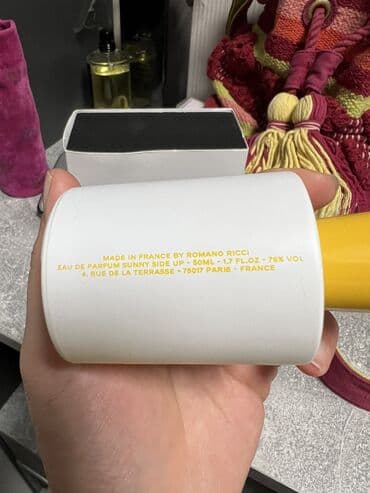 MADE IN FRANCE BY ROMANO RICCI
EAU DE PARFUM SUNNY SIDE UP - 50ML - 1.7 FL.OZ - 75% VOL
4, RUE DE LA TERRASSE - 75017 PARIS - FRANCE